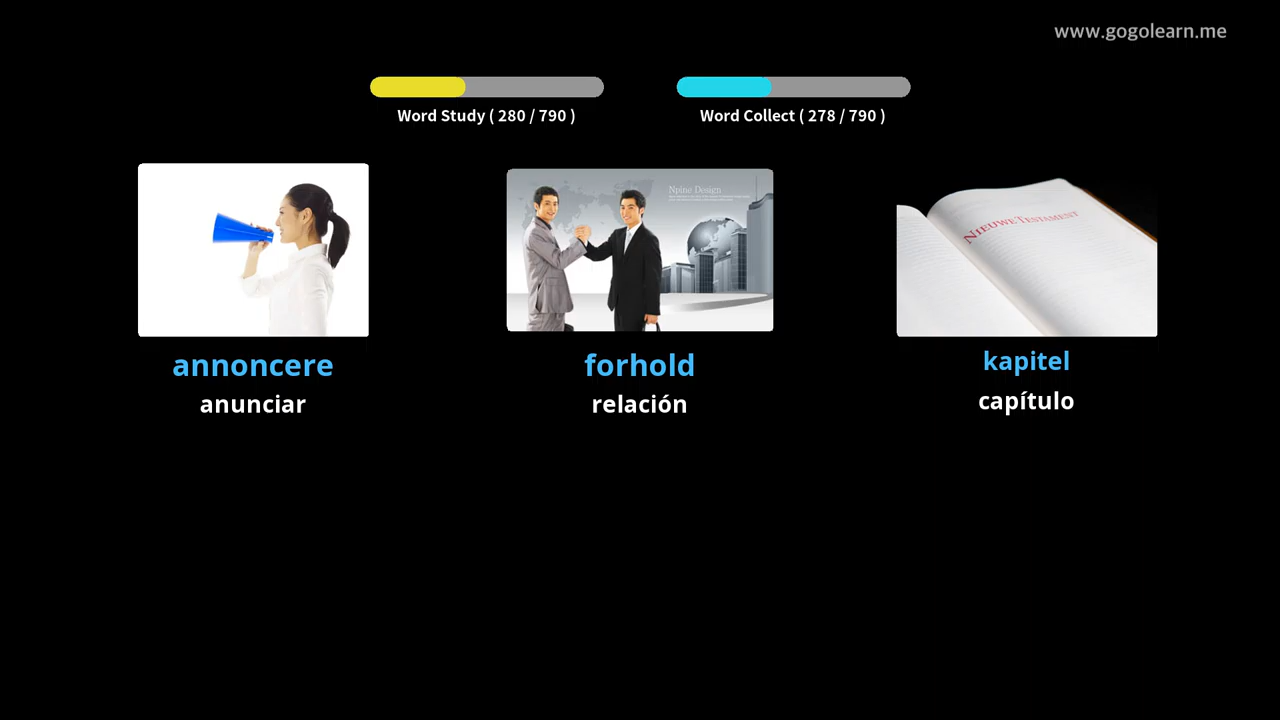 www.gogolearn.me
Word Study ( 280 / 790 )
Word Collect ( 278 / 790 )
Npine Design
NIEUWE TESTAMENT
annoncere
forhold
kapitel
anunciar
relación
capítulo